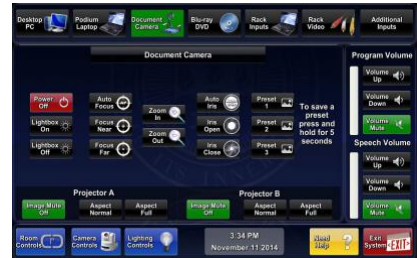 Desktop PC
Podium Laptop
Document Camera
Blu-ray DVD
Rack Inputs
Rack Video
Additional Inputs
Document Camera
Power Off
Lightbox On
Lightbox Off
Auto Focus
Focus Near
Focus Far
Zoom In
Zoom Out
Auto Iris
Iris Open
Iris Close
Preset 1
Preset 2
Preset 3
To save a
preset
press and
hold for 5
seconds
Program Volume
Volume Up
Volume Down
Volume Mute
Speech Volume
Volume Up
Volume Down
Volume Mute
Projector A
Image Mute Off
Aspect Normal
Aspect Full
Projector B
Image Mute Off
Aspect Normal
Aspect Full
Room Controls
Camera Controls
Lighting Controls
3:34 PM
November 11 2014
Need Help ?
Exit System
EXIT